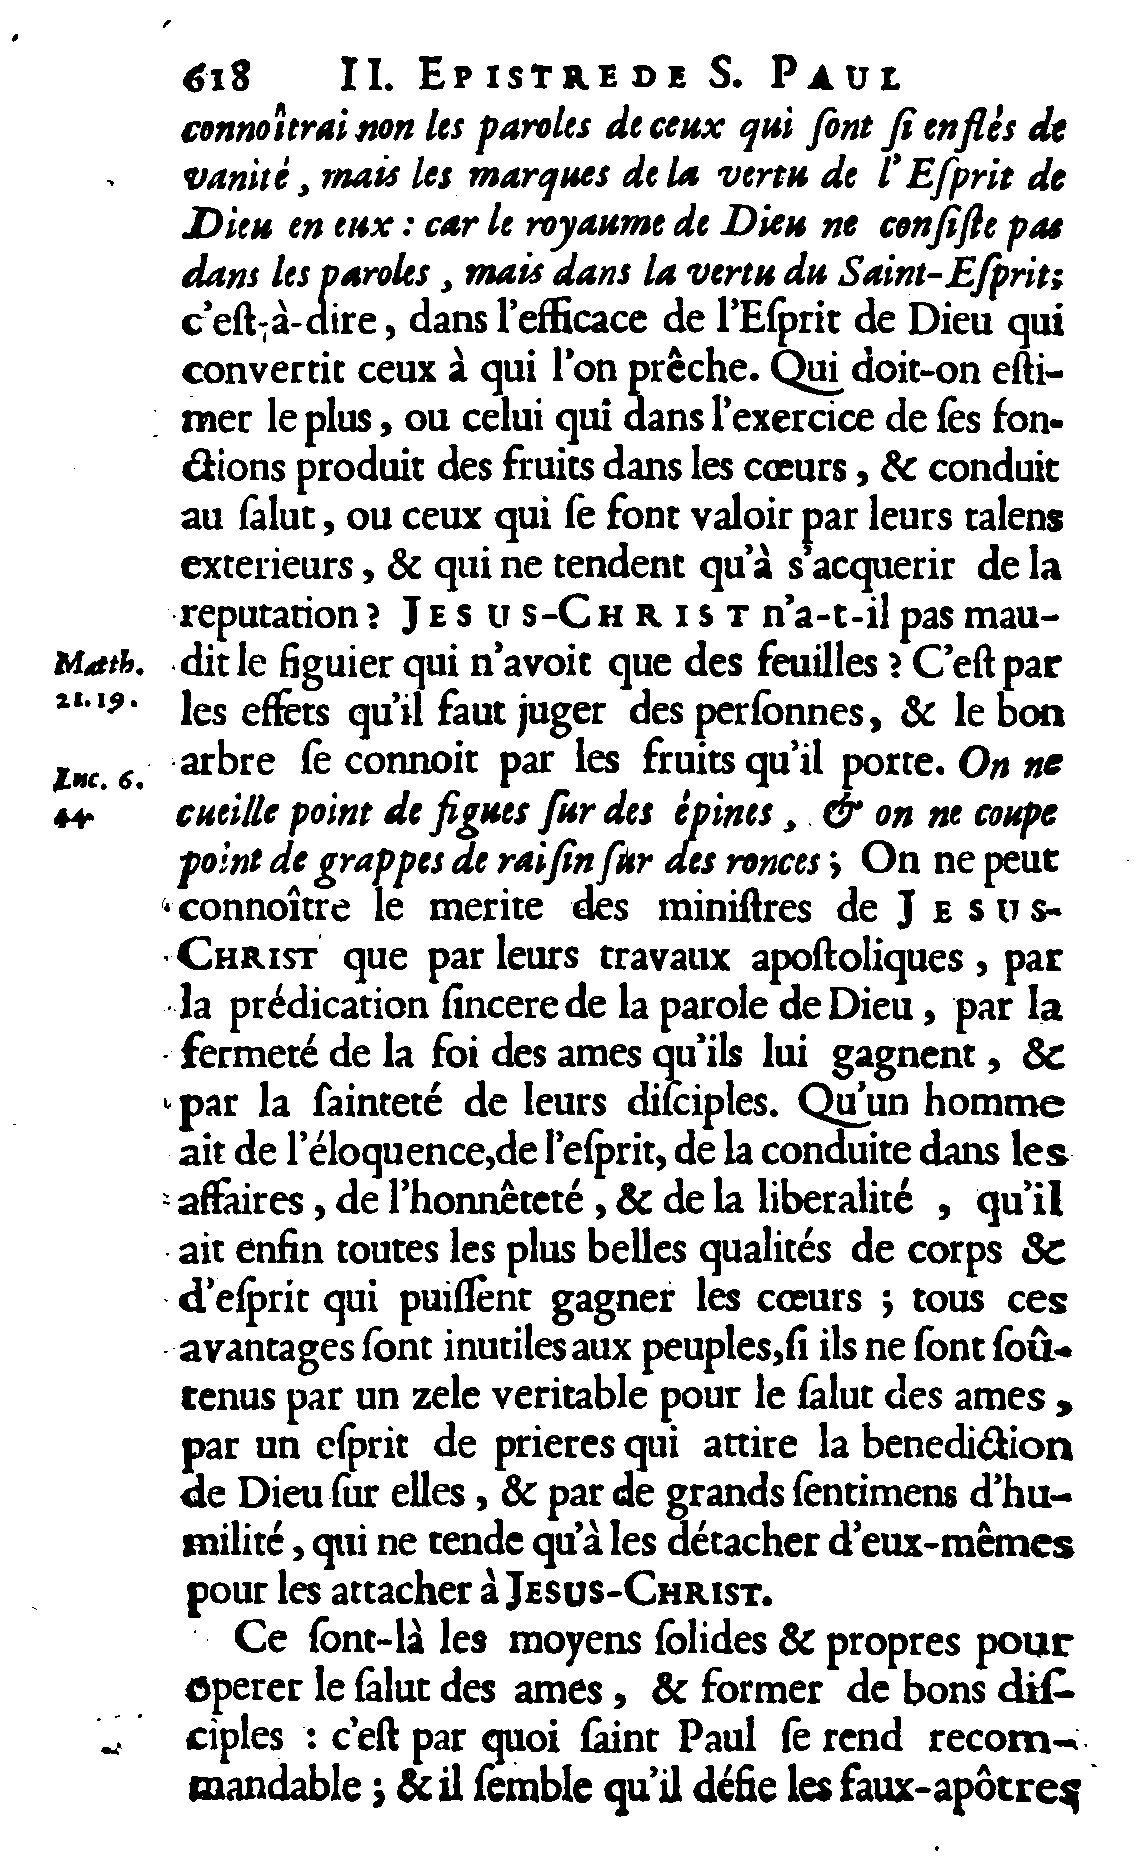 618 II. EPISTRE DE S. PAUL
connoîtrai non les paroles de ceux qui ſont ſi enflés de
vanité, mais les marques de la vertu de l'Eſprit de
Dieu en eux : car le royaume de Dieu ne conſiſte pas
dans les paroles, mais dans la vertu du Saint-Eſprit;
c'eſt-à-dire, dans l'efficace de l'Eſprit de Dieu qui
convertit ceux à qui l'on prêche. Qui doit-on eſti-
mer le plus, ou celui qui dans l'exercice de ſes fon-
ctions produit des fruits dans les cœurs, & conduit
au ſalut, ou ceux qui ſe font valoir par leurs talens
exterieurs, & qui ne tendent qu'à s'acquerir de la
reputation ? JESUS-CHRIST n'a-t-il pas mau-
Matth. dit le figuier qui n'avoit que des feuilles ? C'eſt par
21.19. les effets qu'il faut juger des perſonnes, & le bon
arbre ſe connoit par les fruits qu'il porte. On ne
Luc. 6.
44 cueille point de figues ſur des épines, & on ne coupe
point de grappes de raiſin ſur des ronces; On ne peut
connoître le merite des miniſtres de JESUS-
CHRIST que par leurs travaux apoſtoliques, par
la prédication ſincere de la parole de Dieu, par la
fermeté de la foi des ames qu'ils lui gagnent, &
par la ſainteté de leurs diſciples. Qu'un homme
ait de l'éloquence, de l'eſprit, de la conduite dans les
affaires, de l'honnêteté, & de la liberalité, qu'il
ait enfin toutes les plus belles qualités de corps &
d'eſprit qui puiſſent gagner les cœurs ; tous ces
avantages ſont inutiles aux peuples, ſi ils ne ſont ſoû-
tenus par un zele veritable pour le ſalut des ames,
par un eſprit de prieres qui attire la benediction
de Dieu ſur elles, & par de grands ſentimens d'hu-
milité, qui ne tende qu'à les détacher d'eux-mêmes
pour les attacher à JESUS-CHRIST.
Ce ſont-là les moyens ſolides & propres pour
operer le ſalut des ames, & former de bons diſ-
ciples : c'eſt par quoi ſaint Paul ſe rend recom-
mandable ; & il ſemble qu'il défie les faux-apôtres